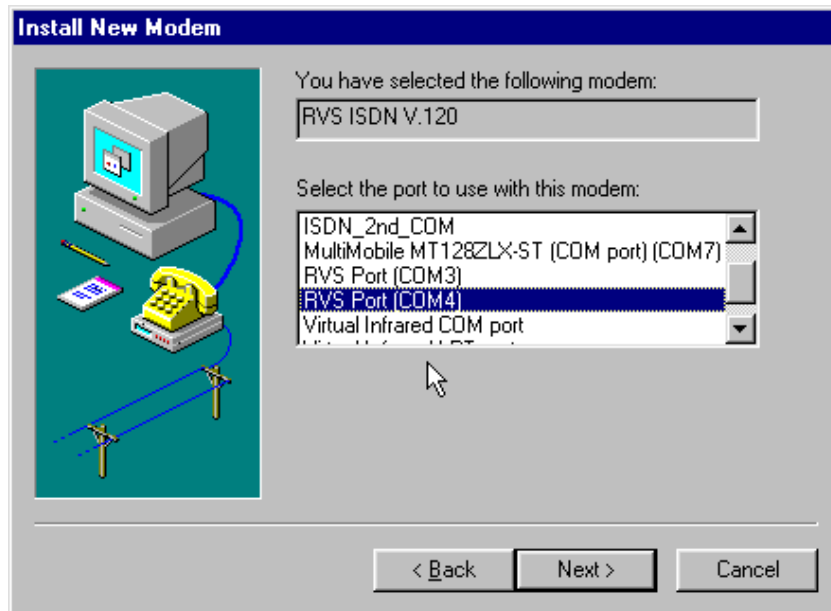 Install New Modem
You have selected the following modem:
RVS ISDN V.120
Select the port to use with this modem:
ISDN_2nd_COM
MultiMobile MT128ZLX-ST (COM port) (COM7)
RVS Port (COM3)
RVS Port (COM4)
Virtual Infrared COM port
< Back
Next >
Cancel